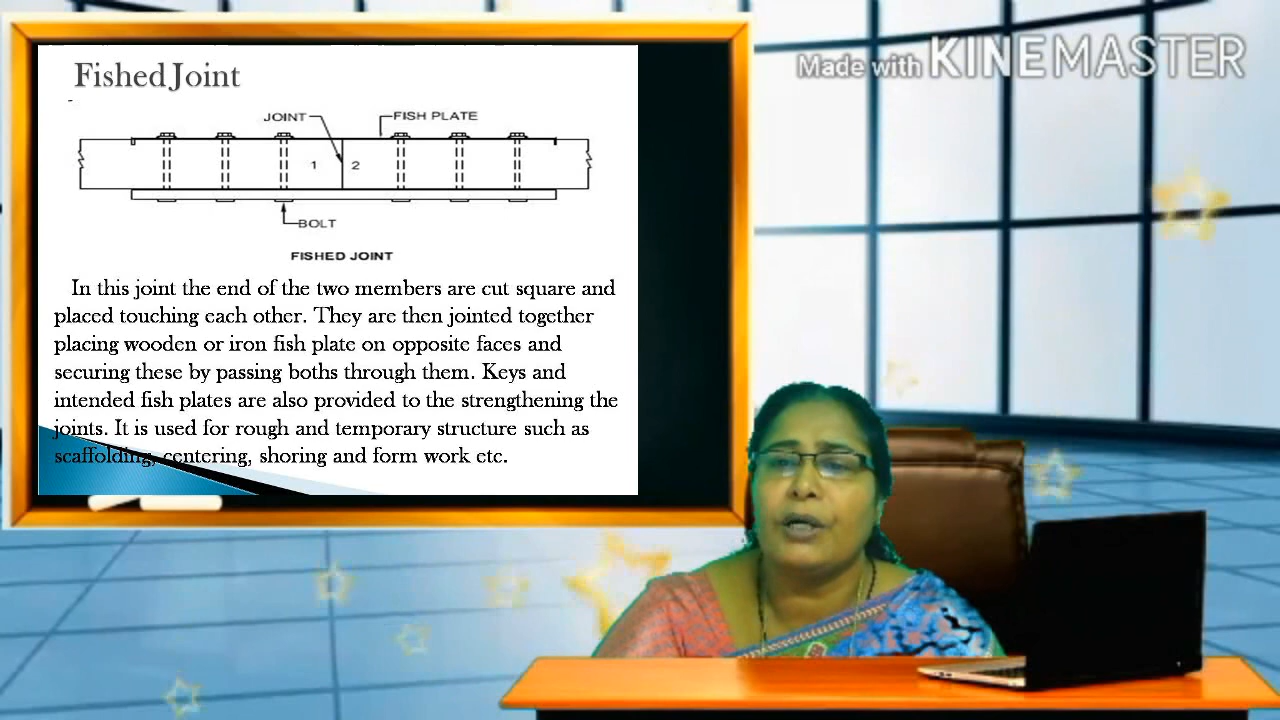 Made with KINEMASTER
Fished Joint
JOINT
FISH PLATE
1
2
BOLT
FISHED JOINT
In this joint the end of the two members are cut square and
placed touching each other. They are then jointed together
placing wooden or iron fish plate on opposite faces and
securing these by passing boths through them. Keys and
intended fish plates are also provided to the strengthening the
joints. It is used for rough and temporary structure such as
scaffolding, centering, shoring and form work etc.